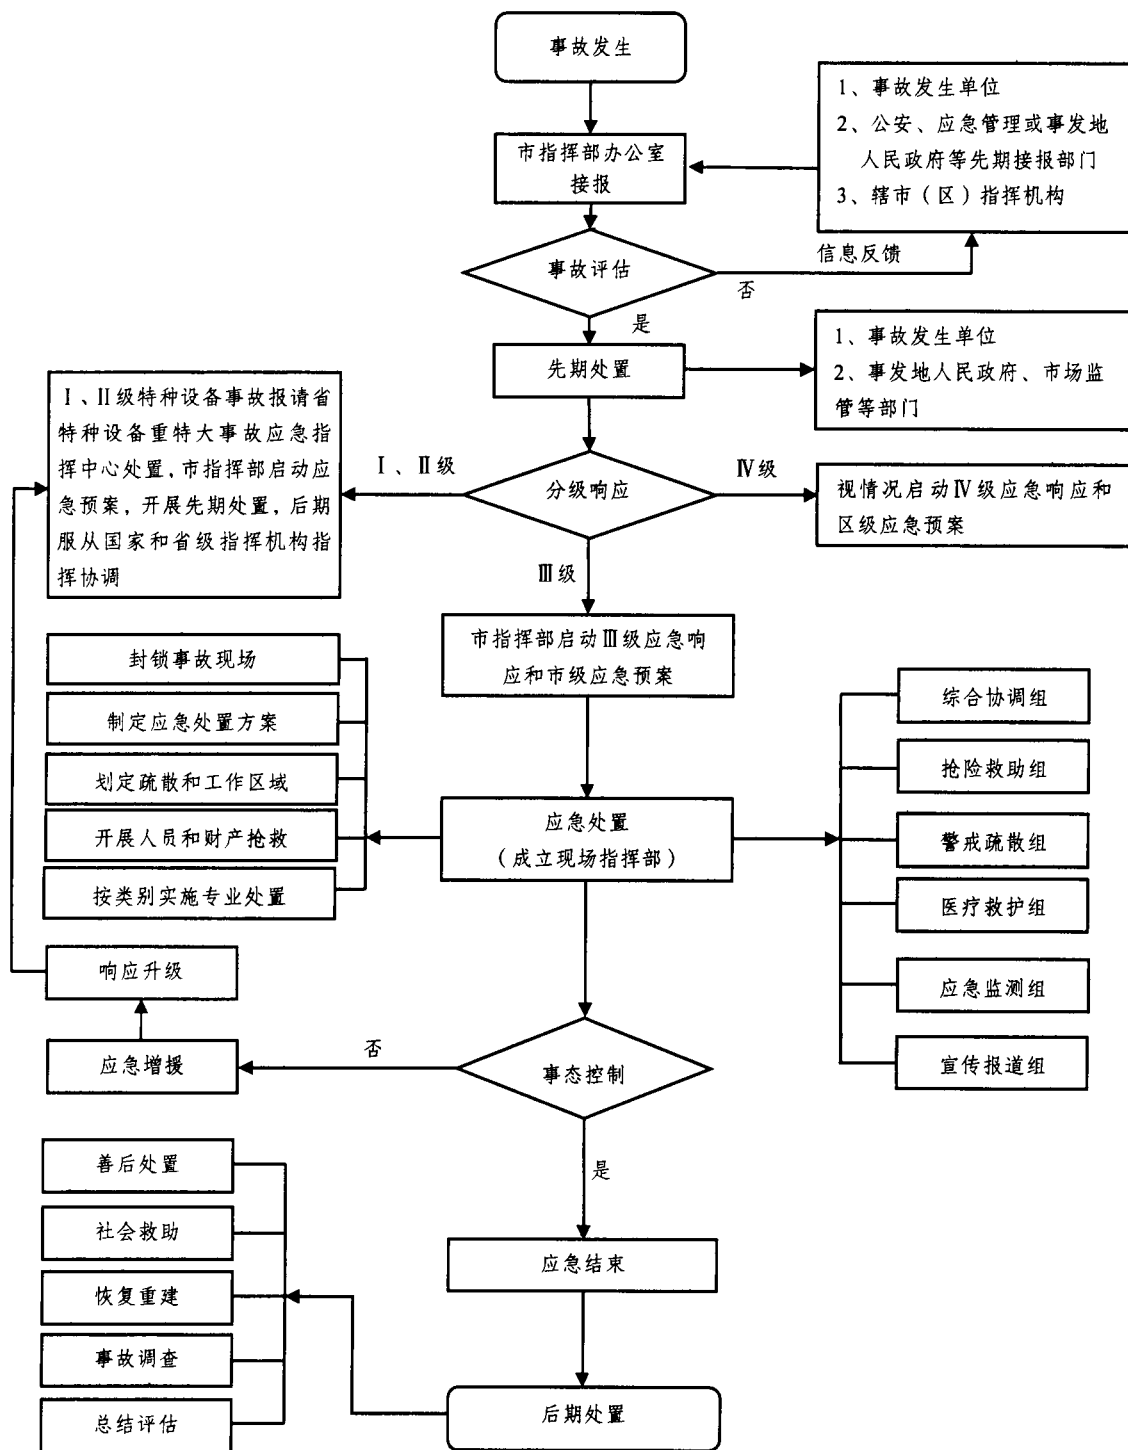 事故发生
1、事故发生单位
2、公安、应急管理或事发地
人民政府等先期接报部门
3、辖市（区）指挥机构
市指挥部办公室
接报
信息反馈
事故评估
否
是
先期处置
1、事故发生单位
2、事发地人民政府、市场监
管等部门
Ⅰ、Ⅱ级特种设备事故报请省
特种设备重特大事故应急指
挥中心处置，市指挥部启动应
急预案，开展先期处置，后期
服从国家和省级指挥机构指
挥协调
Ⅰ、Ⅱ级
分级响应
Ⅳ级
视情况启动Ⅳ级应急响应和
区级应急预案
Ⅲ级
市指挥部启动Ⅲ级应急响
应和市级应急预案
封锁事故现场
制定应急处置方案
划定疏散和工作区域
开展人员和财产抢救
按类别实施专业处置
应急处置
（成立现场指挥部）
综合协调组
抢险救助组
警戒疏散组
医疗救护组
应急监测组
宣传报道组
响应升级
应急增援
否
事态控制
是
善后处置
社会救助
恢复重建
事故调查
总结评估
应急结束
后期处置